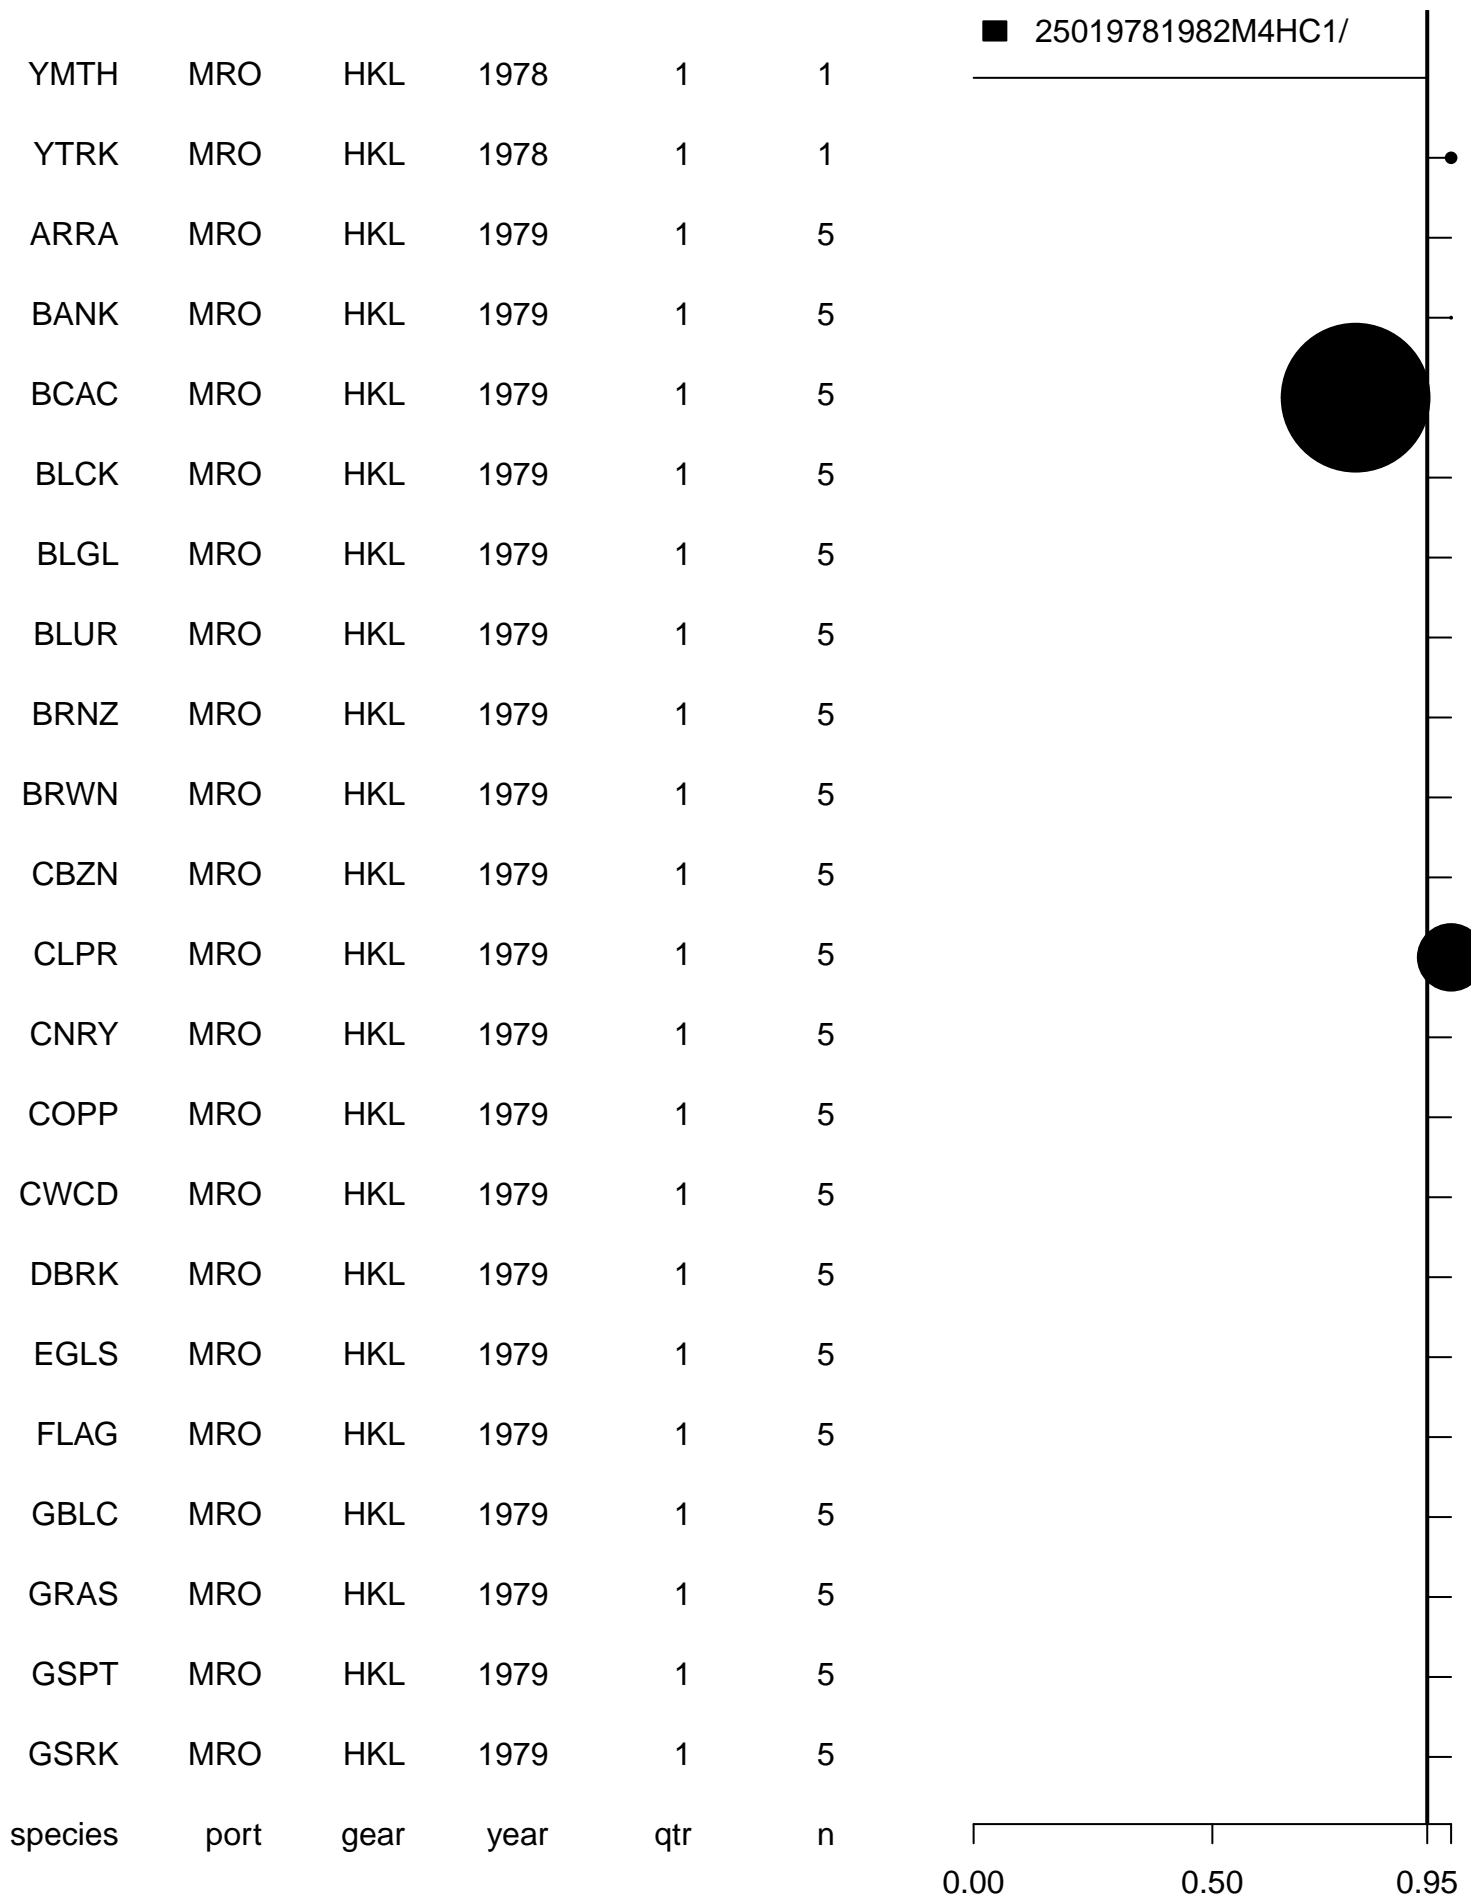 25019781982M4HC1/
YMTH MRO HKL 1978 1 1
YTRK MRO HKL 1978 1 1
ARRA MRO HKL 1979 1 5
BANK MRO HKL 1979 1 5
BCAC MRO HKL 1979 1 5
BLCK MRO HKL 1979 1 5
BLGL MRO HKL 1979 1 5
BLUR MRO HKL 1979 1 5
BRNZ MRO HKL 1979 1 5
BRWN MRO HKL 1979 1 5
CBZN MRO HKL 1979 1 5
CLPR MRO HKL 1979 1 5
CNRY MRO HKL 1979 1 5
COPP MRO HKL 1979 1 5
CWCD MRO HKL 1979 1 5
DBRK MRO HKL 1979 1 5
EGLS MRO HKL 1979 1 5
FLAG MRO HKL 1979 1 5
GBLC MRO HKL 1979 1 5
GRAS MRO HKL 1979 1 5
GSPT MRO HKL 1979 1 5
GSRK MRO HKL 1979 1 5
species port gear year qtr n
0.00 0.50 0.95